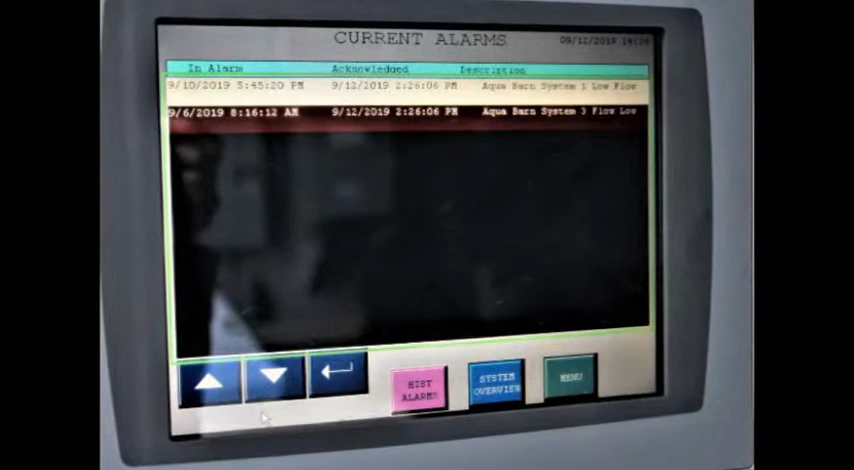 CURRENT ALARMS
09/12/2019
In Alarm Acknowledged Description
9/10/2019 5:45:20 PM 9/12/2019 2:26:06 PM Aqua Barn System 1 Low Flow
9/6/2019 8:16:12 AM 9/12/2019 2:26:06 PM Aqua Barn System 3 Flow Low
HIST
ALARMS
SYSTEM
OVERVIEW
MENU